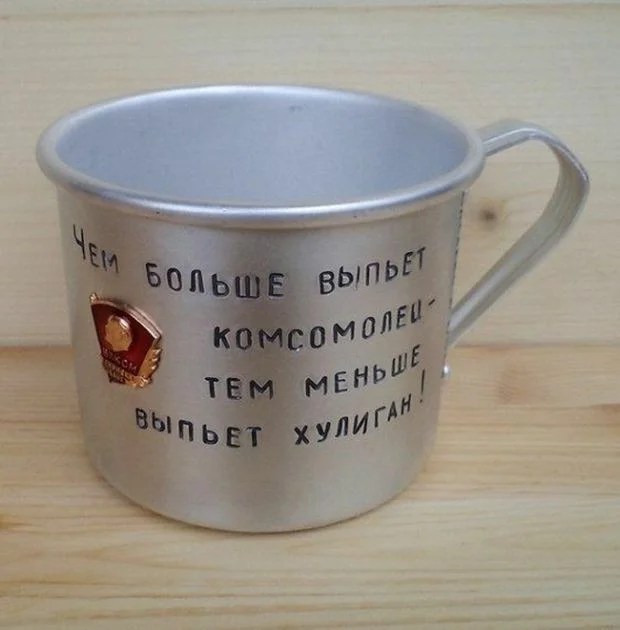 Чем больше выпьет
комсомолец-
тем меньше
выпьет хулиган!